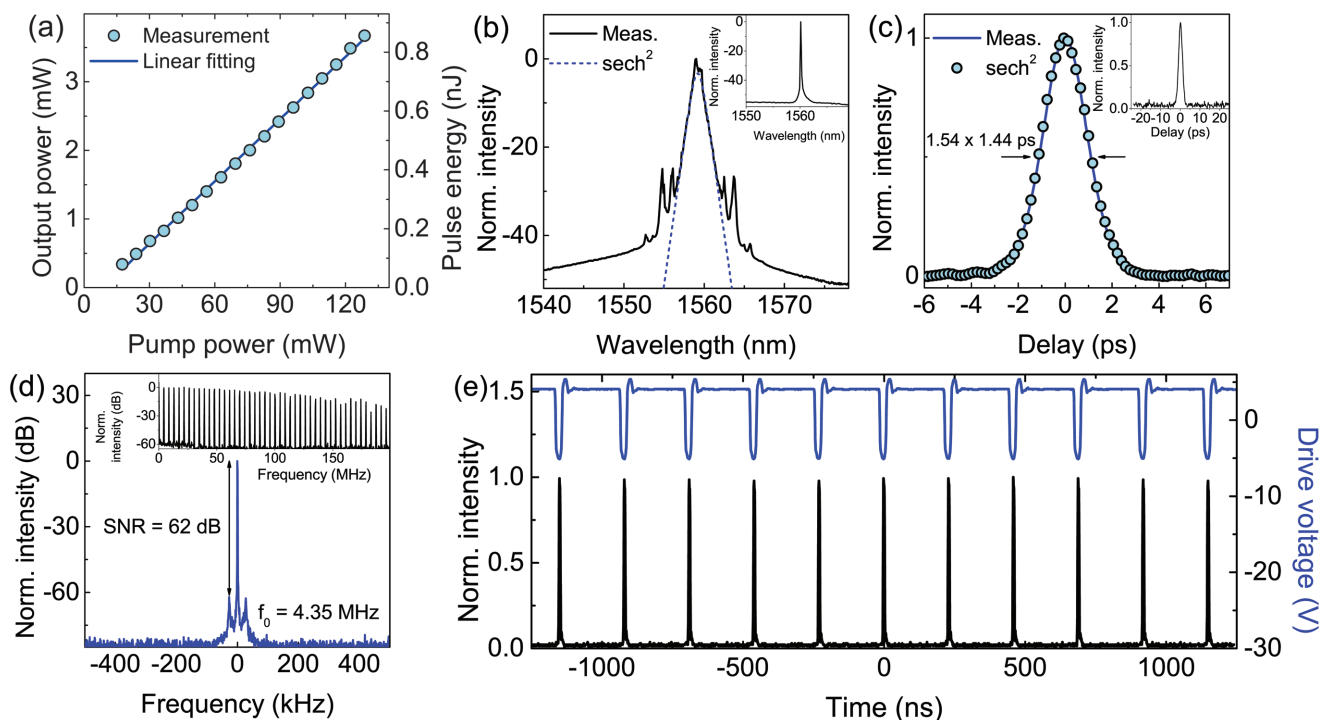 (a)
Measurement
Linear fitting
Output power (mW)
3
2
1
0
0.8
0.6
0.4
0.2
0.0
Pulse energy (nJ)
0 30 60 90 120
Pump power (mW)
(b)
Meas.
sech²
Norm. intensity
0
-20
-40
1540 1550 1560 1570
Wavelength (nm)
Norm. intensity
0
-40
1550 1560
Wavelength (nm)
(c)
Meas.
sech²
1.54 x 1.44 ps
Norm. intensity
1
0
-6 -4 -2 0 2 4 6
Delay (ps)
Norm. intensity
1.0
0.5
0.0
-20 -10 0 10 20
Delay (ps)
(d)
Norm. intensity (dB)
30
0
-30
-60
-400 -200 0 200 400
Frequency (kHz)
SNR = 62 dB
f₀ = 4.35 MHz
Norm.
intensity (dB)
0
-30
-60
0 50 100 150
Frequency (MHz)
(e)
Norm. intensity
1.5
1.0
0.5
0.0
0
-10
-20
-30
Drive voltage (V)
-1000 -500 0 500 1000
Time (ns)